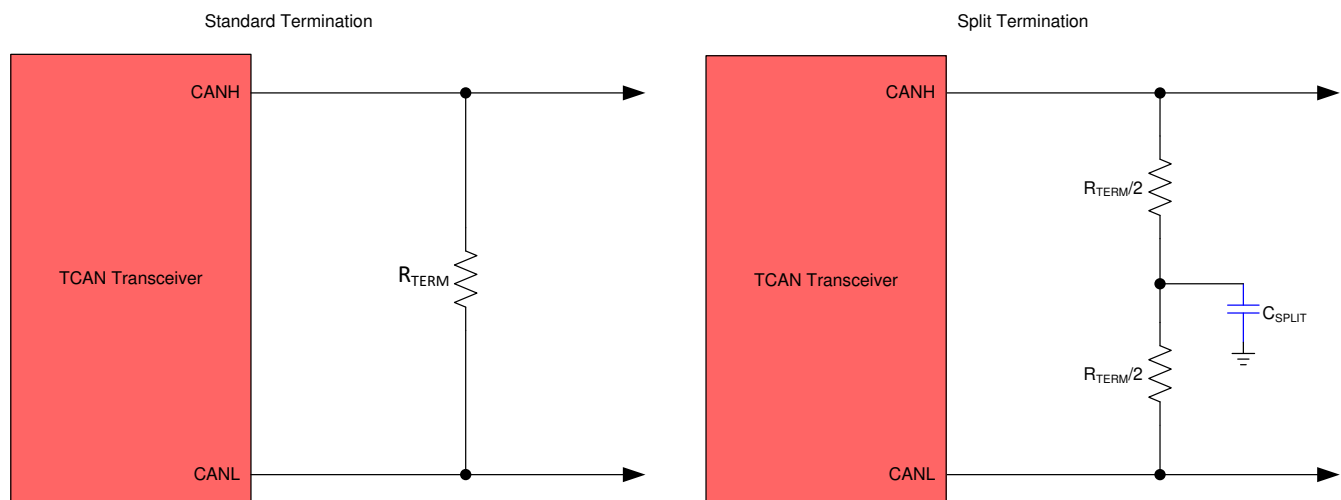 Standard Termination
CANH
TCAN Transceiver
RTERM
CANL
Split Termination
CANH
RTERM/2
TCAN Transceiver
CSPLIT
RTERM/2
CANL